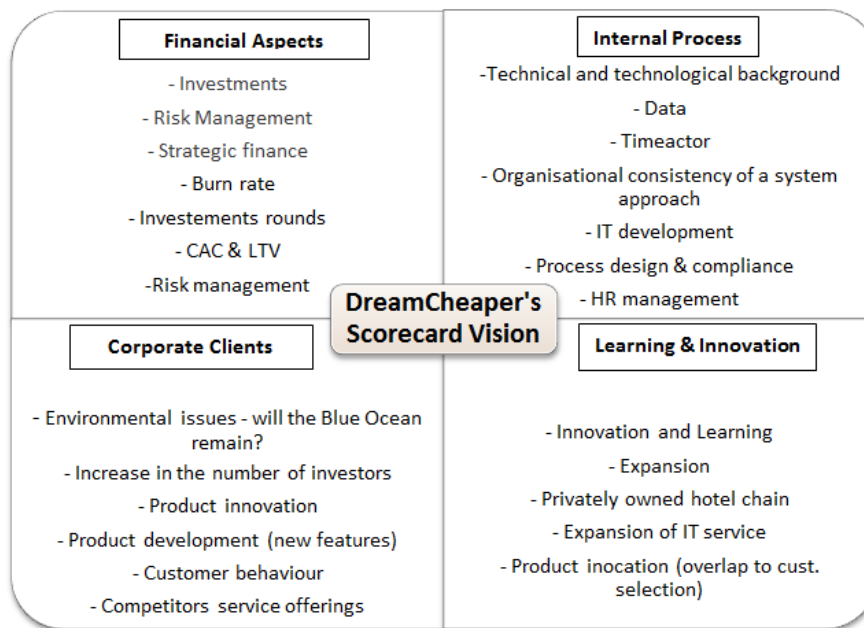 Financial Aspects
- Investments
- Risk Management
- Strategic finance
- Burn rate
- Investements rounds
- CAC & LTV
-Risk management
Internal Process
-Technical and technological background
- Data
- Timeactor
- Organisational consistency of a system
approach
- IT development
- Process design & compliance
- HR management
DreamCheaper's
Scorecard Vision
Corporate Clients
- Environmental issues - will the Blue Ocean
remain?
- Increase in the number of investors
- Product innovation
- Product development (new features)
- Customer behaviour
- Competitors service offerings
Learning & Innovation
- Innovation and Learning
- Expansion
- Privately owned hotel chain
- Expansion of IT service
- Product inocation (overlap to cust.
selection)